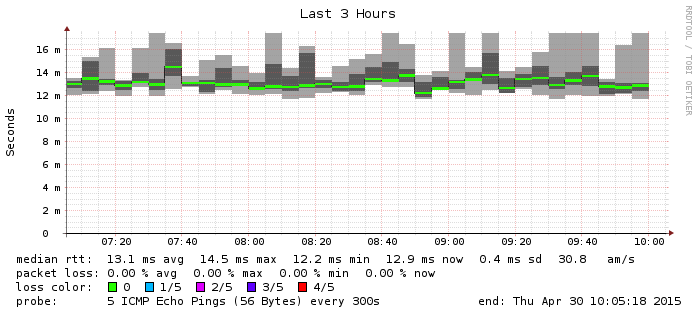 Last 3 Hours
RRDTOOL / TOBI OETIKER
Seconds
16 m
14 m
12 m
10 m
8 m
6 m
4 m
2 m
0
07:20 07:40 08:00 08:20 08:40 09:00 09:20 09:40 10:00
median rtt: 13.1 ms avg 14.5 ms max 12.2 ms min 12.9 ms now 0.4 ms sd 30.8 am/s
packet loss: 0.00 % avg 0.00 % max 0.00 % min 0.00 % now
loss color: 0 1/5 2/5 3/5 4/5
probe: 5 ICMP Echo Pings (56 Bytes) every 300s end: Thu Apr 30 10:05:18 2015